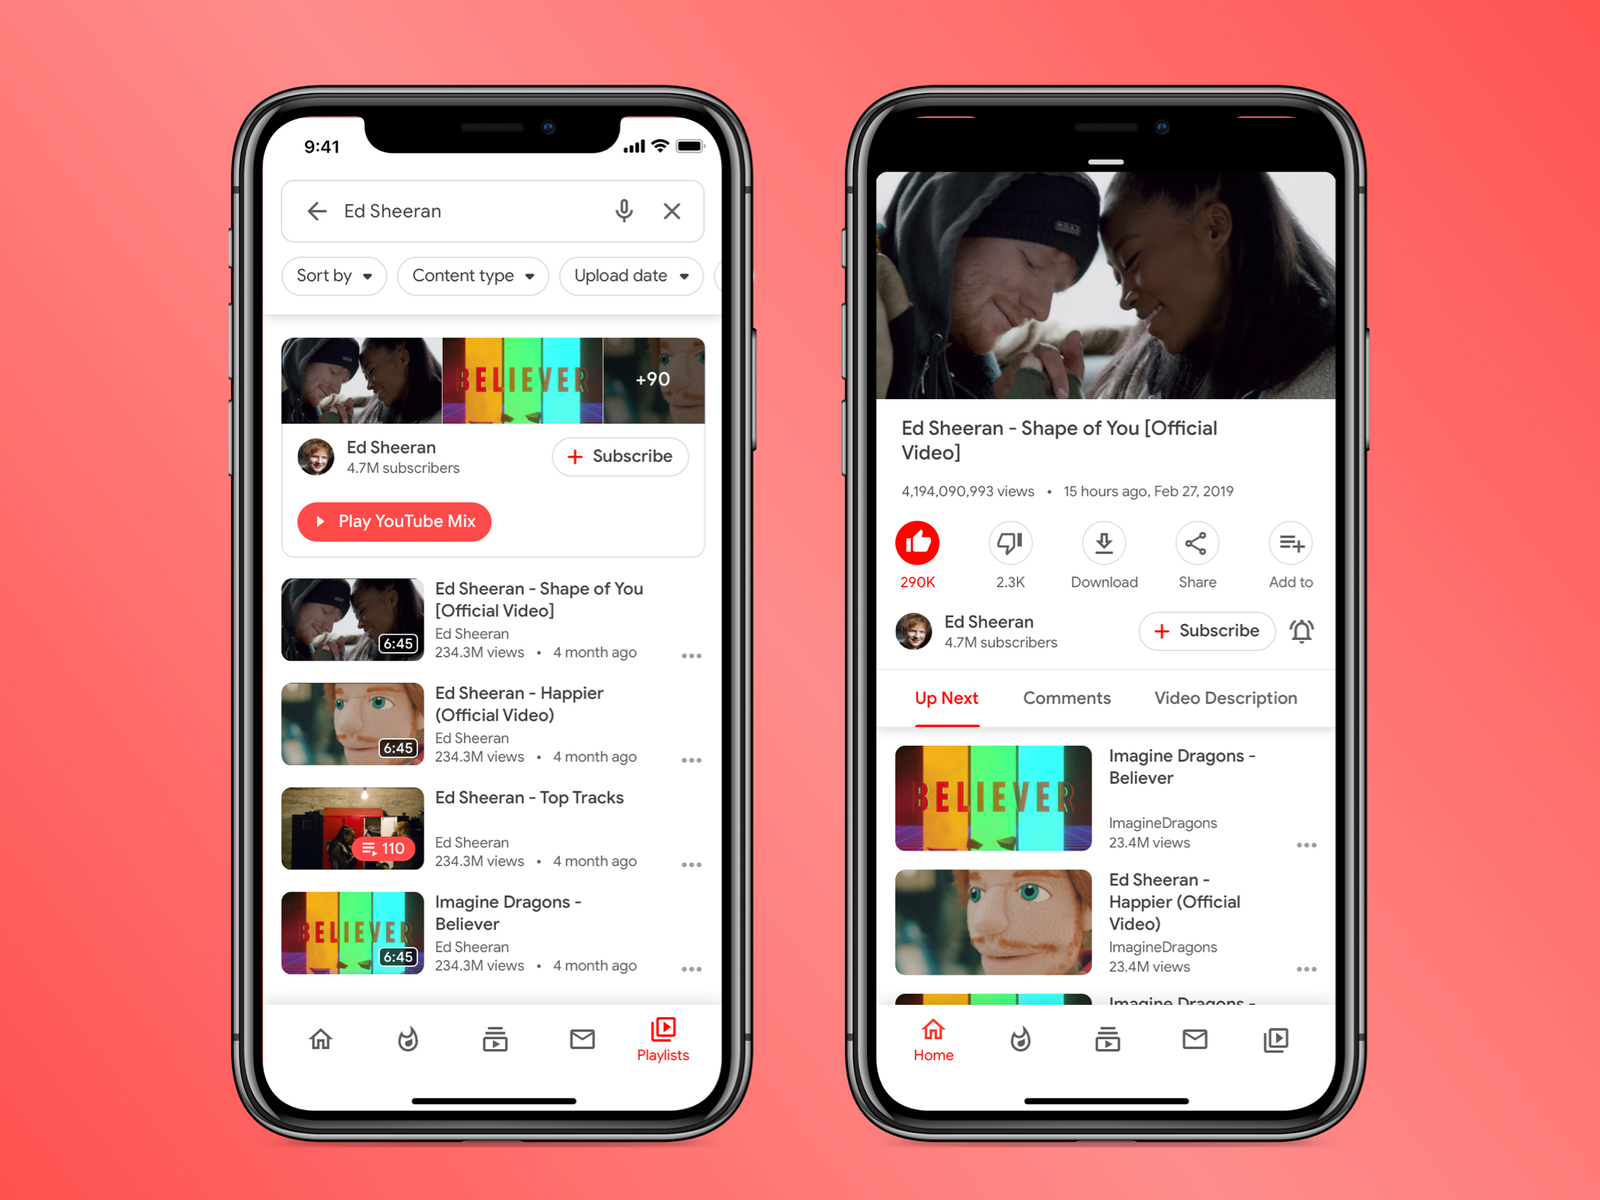 9:41
Ed Sheeran
Sort by
Content type
Upload date
BELIEVER
+90
Ed Sheeran
4.7M subscribers
+ Subscribe
Play YouTube Mix
6:45
Ed Sheeran - Shape of You
[Official Video]
Ed Sheeran
234.3M views • 4 month ago
6:45
Ed Sheeran - Happier
(Official Video)
Ed Sheeran
234.3M views • 4 month ago
110
Ed Sheeran - Top Tracks
Ed Sheeran
234.3M views • 4 month ago
BELIEVER
6:45
Imagine Dragons -
Believer
Ed Sheeran
234.3M views • 4 month ago
Playlists
Ed Sheeran - Shape of You [Official
Video]
4,194,090,993 views • 15 hours ago, Feb 27, 2019
290K
2.3K
Download
Share
Add to
Ed Sheeran
4.7M subscribers
+ Subscribe
Up Next
Comments
Video Description
BELIEVER
Imagine Dragons -
Believer
ImagineDragons
23.4M views
Ed Sheeran -
Happier (Official
Video)
ImagineDragons
23.4M views
Imagine Dragons -
Home